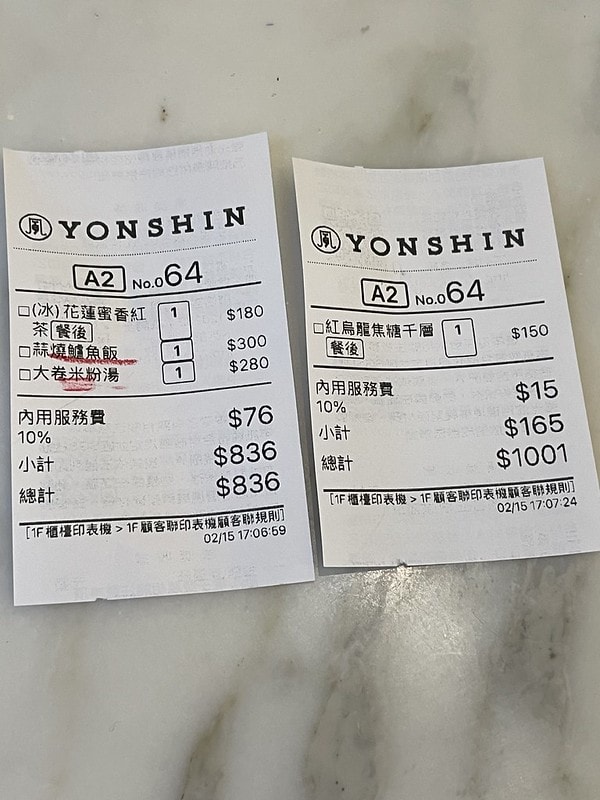 夙 YONSHIN
A2 No.064
□(冰)花蓮蜜香紅 1 $180
茶 餐後
□蒜燒鱸魚飯 1 $300
□大卷米粉湯 1 $280
內用服務費 $76
10%
小計 $836
總計 $836
[1F櫃檯印表機 > 1F顧客聯印表機顧客聯規則]
02/15 17:06:59
夙 YONSHIN
A2 No.064
□紅烏龍焦糖千層 1 $150
餐後
內用服務費 $15
10%
小計 $165
總計 $1001
[1F櫃檯印表機 > 1F顧客聯印表機顧客聯規則]
02/15 17:07:24